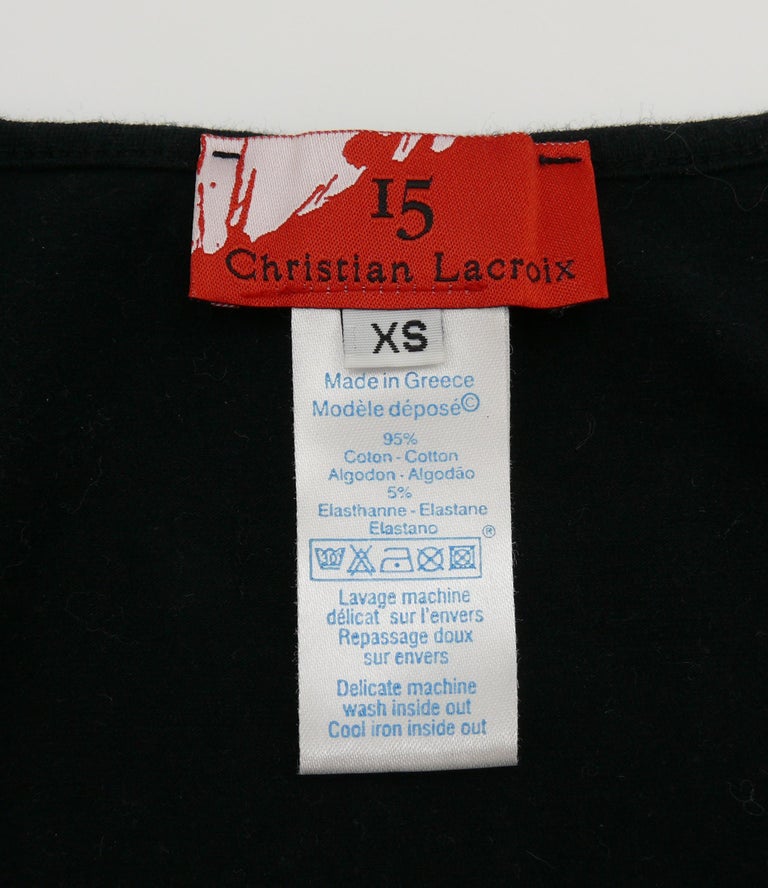 15
Christian Lacroix
XS
Made in Greece
Modèle déposé©
95%
Coton - Cotton
Algodon - Algodão
5%
Elasthanne - Elastane
Elastano
®
30
Lavage machine
délicat sur l'envers
Repassage doux
sur envers
Delicate machine
wash inside out
Cool iron inside out